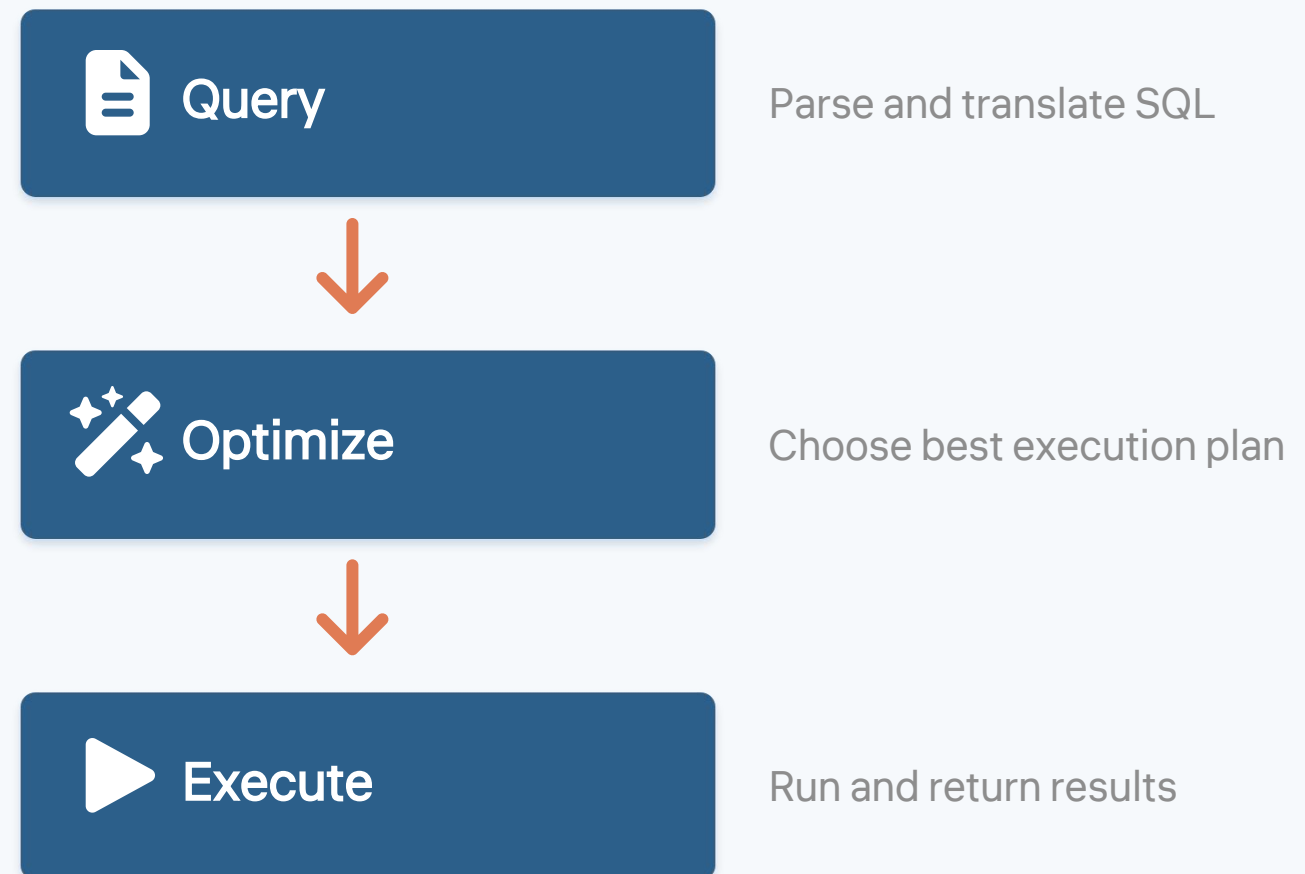 Query
Parse and translate SQL
Optimize
Choose best execution plan
Execute
Run and return results